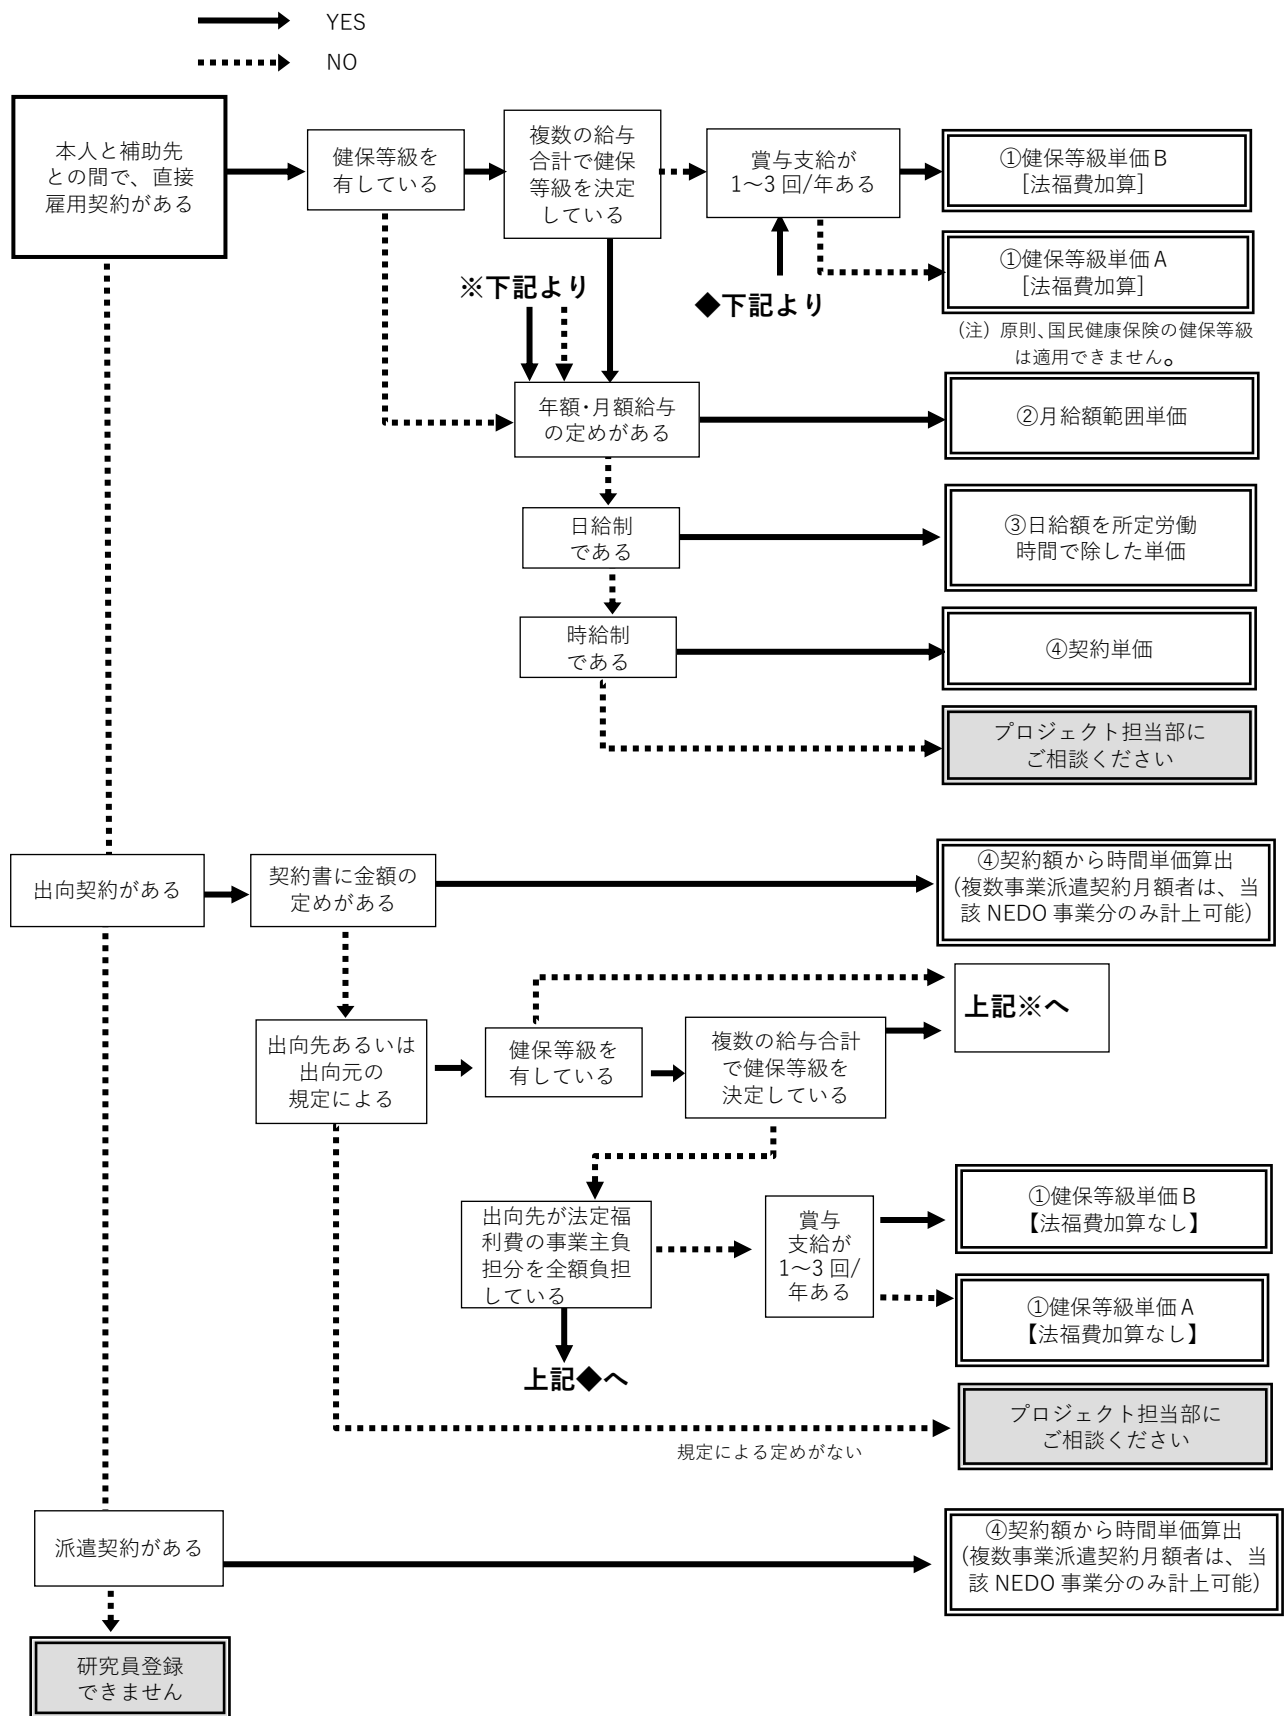 YES
NO
本人と補助先
との間で、直接
雇用契約がある
健保等級を
有している
複数の給与
合計で健保
等級を決定
している
賞与支給が
1～3回/年ある
①健保等級単価B
[法福費加算]
①健保等級単価A
[法福費加算]
(注) 原則、国民健康保険の健保等級
は適用できません。
※下記より
◆下記より
年額･月額給与
の定めがある
②月給額範囲単価
日給制
である
③日給額を所定労働
時間で除した単価
時給制
である
④契約単価
プロジェクト担当部に
ご相談ください
出向契約がある
契約書に金額の
定めがある
④契約額から時間単価算出
(複数事業派遣契約月額者は、当
該 NEDO 事業分のみ計上可能)
上記※へ
出向先あるいは
出向元の
規定による
健保等級を
有している
複数の給与合計
で健保等級を
決定している
出向先が法定福
利費の事業主負
担分を全額負担
している
賞与
支給が
1～3回/
年ある
①健保等級単価B
【法福費加算なし】
①健保等級単価A
【法福費加算なし】
上記◆へ
プロジェクト担当部に
ご相談ください
規定による定めがない
派遣契約がある
④契約額から時間単価算出
(複数事業派遣契約月額者は、当
該 NEDO 事業分のみ計上可能)
研究員登録
できません